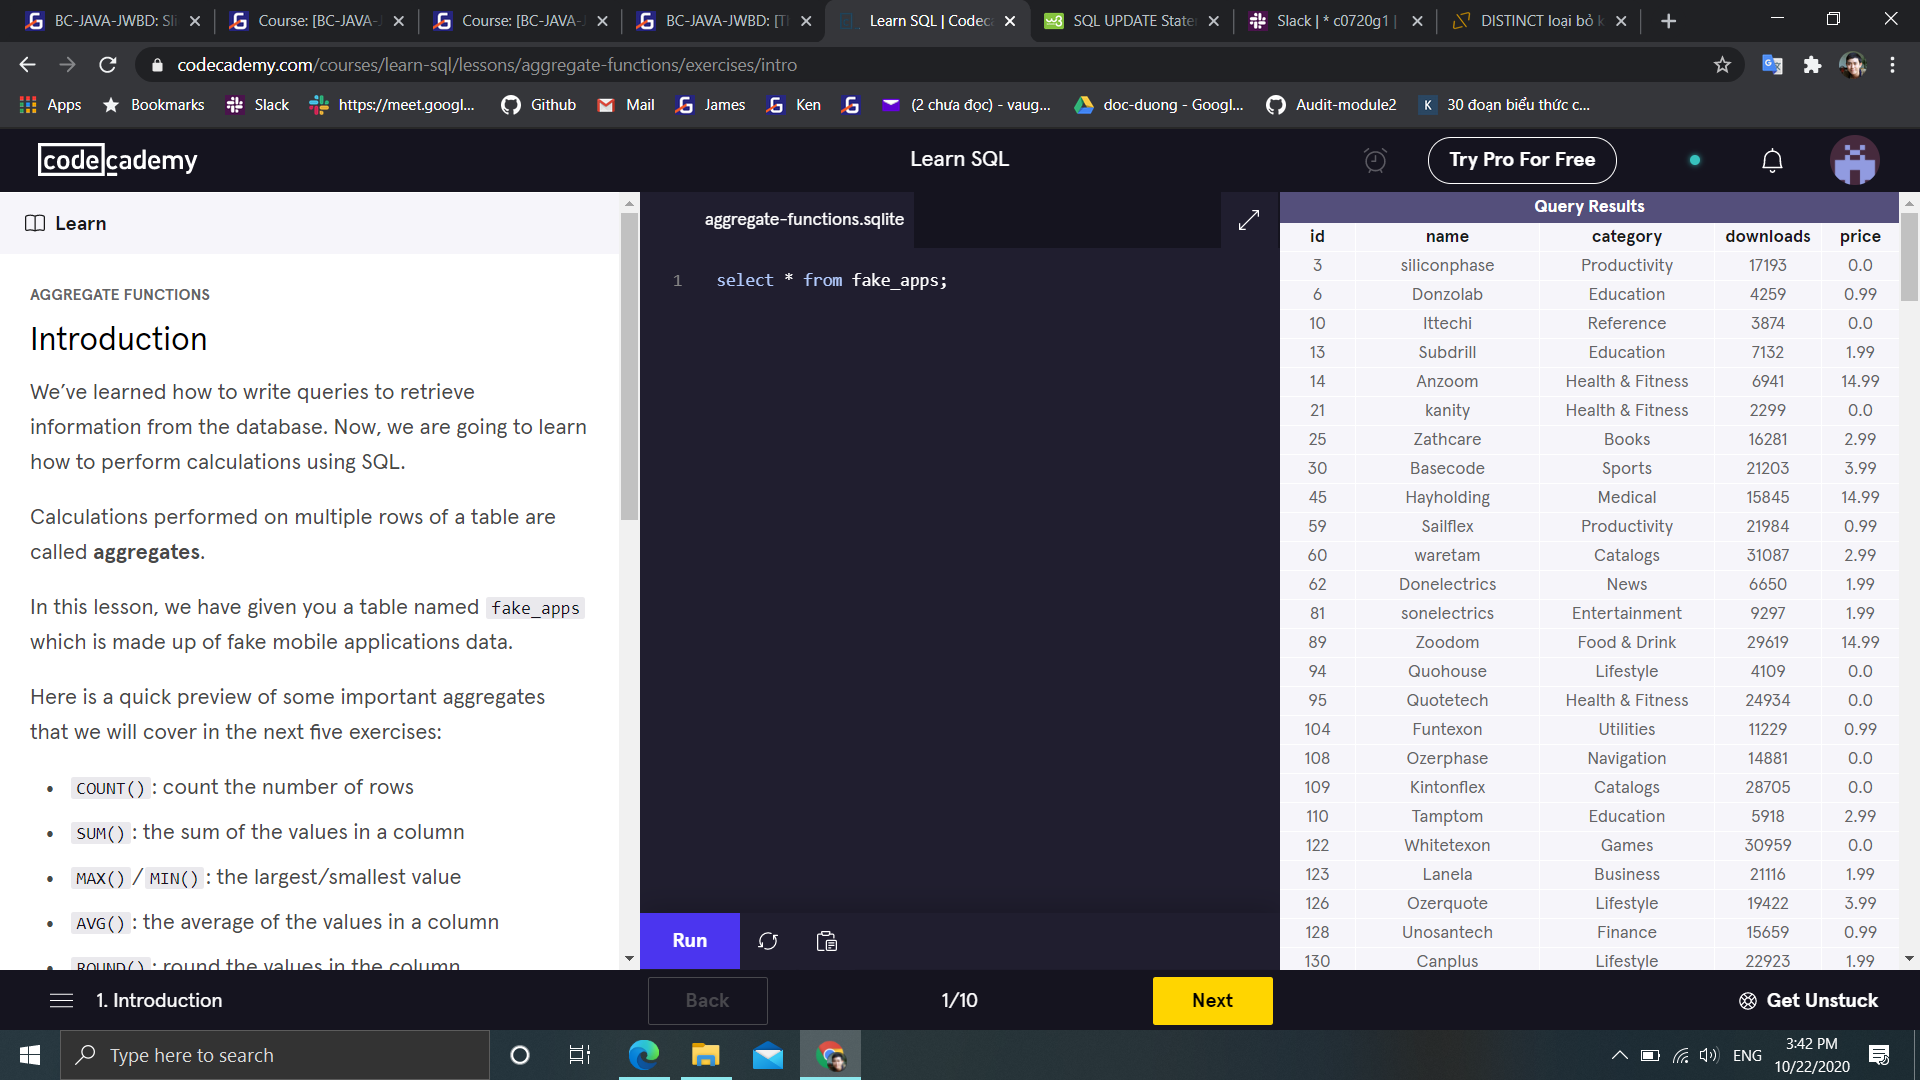 BC-JAVA-JWBD: Sli
Course: [BC-JAVA-J
Course: [BC-JAVA-J
BC-JAVA-JWBD: [T
Learn SQL | Codeca
SQL UPDATE State
Slack | * c0720g1 |
DISTINCT loại bỏ k
codecademy.com/courses/learn-sql/lessons/aggregate-functions/exercises/intro
Apps
Bookmarks
Slack
https://meet.googl...
Github
Mail
James
Ken
(2 chưa đọc) - vaug...
doc-duong - Googl...
Audit-module2
K
30 đoạn biểu thức c...
codecademy
Learn SQL
Try Pro For Free
Learn
AGGREGATE FUNCTIONS
Introduction
We’ve learned how to write queries to retrieve
information from the database. Now, we are going to learn
how to perform calculations using SQL.
Calculations performed on multiple rows of a table are
called aggregates.
In this lesson, we have given you a table named fake_apps
which is made up of fake mobile applications data.
Here is a quick preview of some important aggregates
that we will cover in the next five exercises:
• COUNT(): count the number of rows
• SUM(): the sum of the values in a column
• MAX()/MIN(): the largest/smallest value
• AVG(): the average of the values in a column
• ROUND(): round the values in the column
aggregate-functions.sqlite
1 select * from fake_apps;
Run
Query Results
id name category downloads price
3 siliconphase Productivity 17193 0.0
6 Donzolab Education 4259 0.99
10 Ittechi Reference 3874 0.0
13 Subdrill Education 7132 1.99
14 Anzoom Health & Fitness 6941 14.99
21 kanity Health & Fitness 2299 0.0
25 Zathcare Books 16281 2.99
30 Basecode Sports 21203 3.99
45 Hayholding Medical 15845 14.99
59 Sailflex Productivity 21984 0.99
60 waretam Catalogs 31087 2.99
62 Donelectrics News 6650 1.99
81 sonelectrics Entertainment 9297 1.99
89 Zoodom Food & Drink 29619 14.99
94 Quohouse Lifestyle 4109 0.0
95 Quotetech Health & Fitness 24934 0.0
104 Funtexon Utilities 11229 0.99
108 Ozerphase Navigation 14881 0.0
109 Kintonflex Catalogs 28705 0.0
110 Tamptom Education 5918 2.99
122 Whitetexon Games 30959 0.0
123 Lanela Business 21116 1.99
126 Ozerquote Lifestyle 19422 3.99
128 Unosantech Finance 15659 0.99
130 Canplus Lifestyle 22923 1.99
1. Introduction
Back
1/10
Next
Get Unstuck
Type here to search
ENG
3:42 PM
10/22/2020